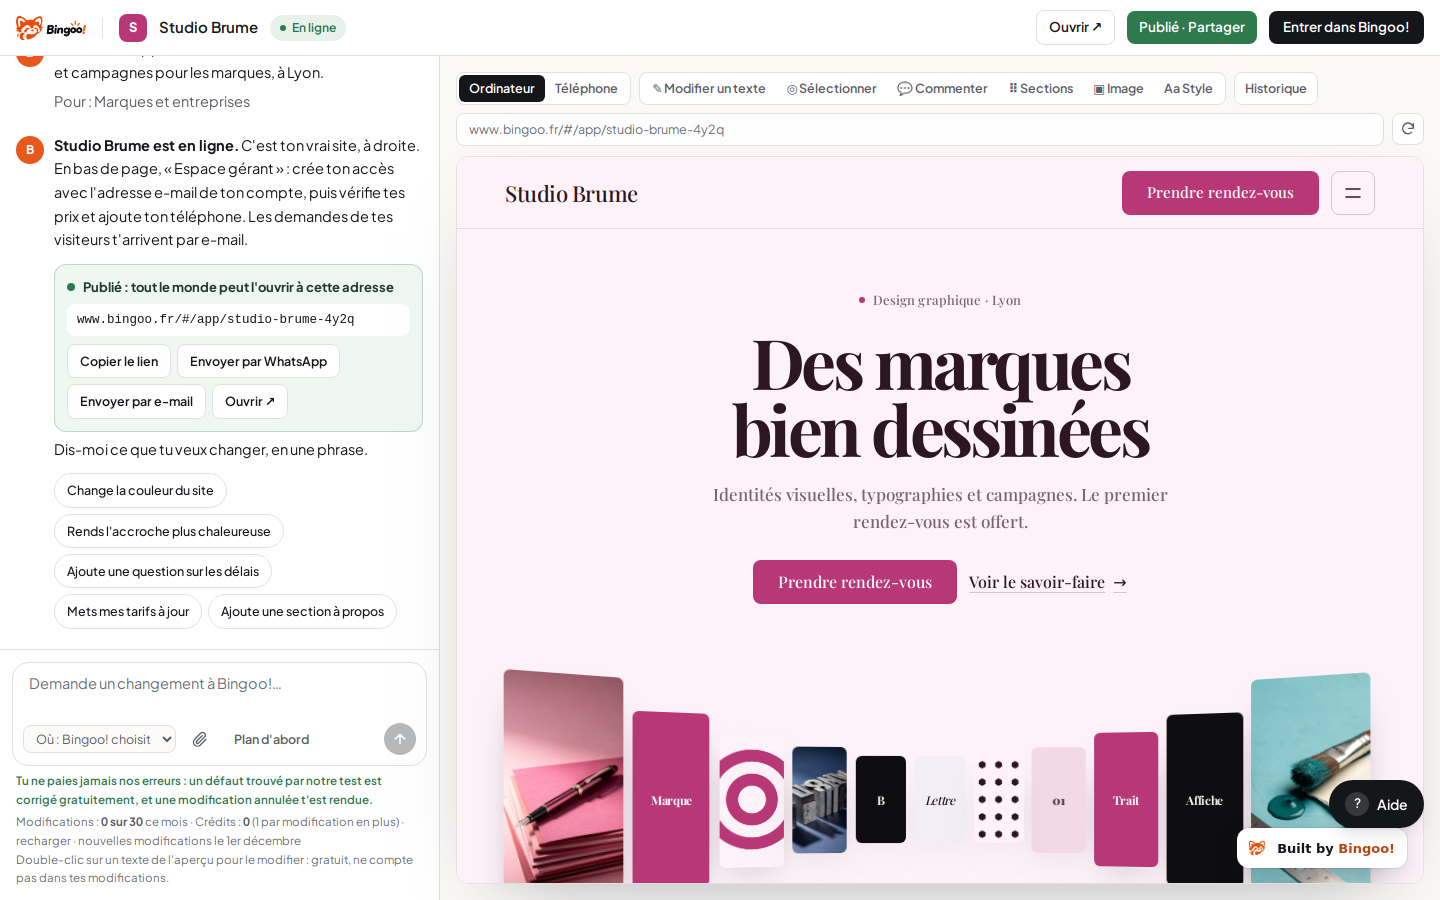 Bingoo!
S
Studio Brume
En ligne
Ouvrir ↗
Publié · Partager
Entrer dans Bingoo!
et campagnes pour les marques, à Lyon.
Pour : Marques et entreprises
B
Studio Brume est en ligne. C'est ton vrai site, à droite.
En bas de page, « Espace gérant » : crée ton accès
avec l'adresse e-mail de ton compte, puis vérifie tes
prix et ajoute ton téléphone. Les demandes de tes
visiteurs t'arrivent par e-mail.
Publié : tout le monde peut l'ouvrir à cette adresse
www.bingoo.fr/#/app/studio-brume-4y2q
Copier le lien
Envoyer par WhatsApp
Envoyer par e-mail
Ouvrir ↗
Dis-moi ce que tu veux changer, en une phrase.
Change la couleur du site
Rends l'accroche plus chaleureuse
Ajoute une question sur les délais
Mets mes tarifs à jour
Ajoute une section à propos
Demande un changement à Bingoo!…
Où : Bingoo! choisit
Plan d'abord
Tu ne paies jamais nos erreurs : un défaut trouvé par notre test est
corrigé gratuitement, et une modification annulée t'est rendue.
Modifications : 0 sur 30 ce mois · Crédits : 0 (1 par modification en plus) ·
recharger · nouvelles modifications le 1er décembre
Double-clic sur un texte de l'aperçu pour le modifier : gratuit, ne compte
pas dans tes modifications.
Ordinateur
Téléphone
Modifier un texte
Sélectionner
Commenter
Sections
Image
Aa Style
Historique
www.bingoo.fr/#/app/studio-brume-4y2q
Studio Brume
Prendre rendez-vous
Design graphique · Lyon
Des marques
bien dessinées
Identités visuelles, typographies et campagnes. Le premier
rendez-vous est offert.
Prendre rendez-vous
Voir le savoir-faire →
Marque
B
Lettre
01
Trait
Affiche
? Aide
Built by Bingoo!